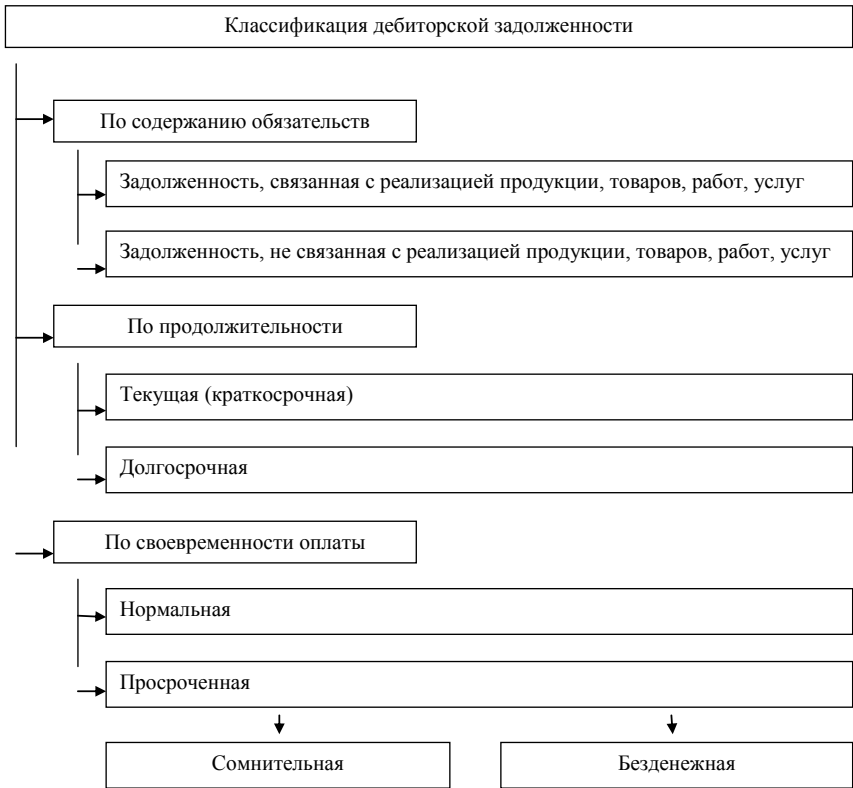 Классификация дебиторской задолженности
По содержанию обязательств
Задолженность, связанная с реализацией продукции, товаров, работ, услуг
Задолженность, не связанная с реализацией продукции, товаров, работ, услуг
По продолжительности
Текущая (краткосрочная)
Долгосрочная
По своевременности оплаты
Нормальная
Просроченная
Сомнительная
Безденежная